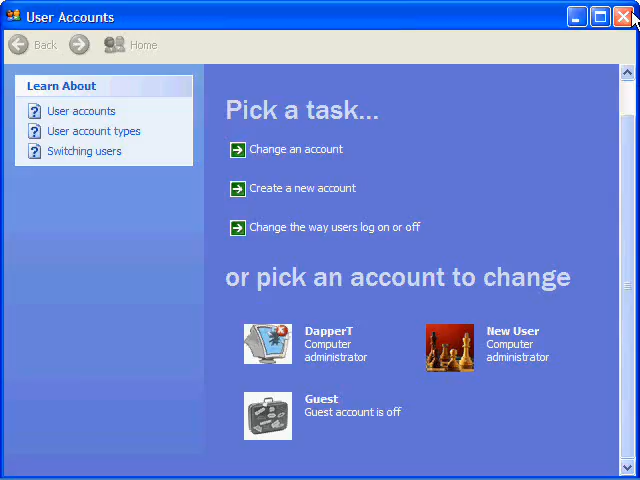 User Accounts
Back
Home
Learn About
User accounts
User account types
Switching users
Pick a task...
Change an account
Create a new account
Change the way users log on or off
or pick an account to change
DapperT
Computer
administrator
New User
Computer
administrator
Guest
Guest account is off